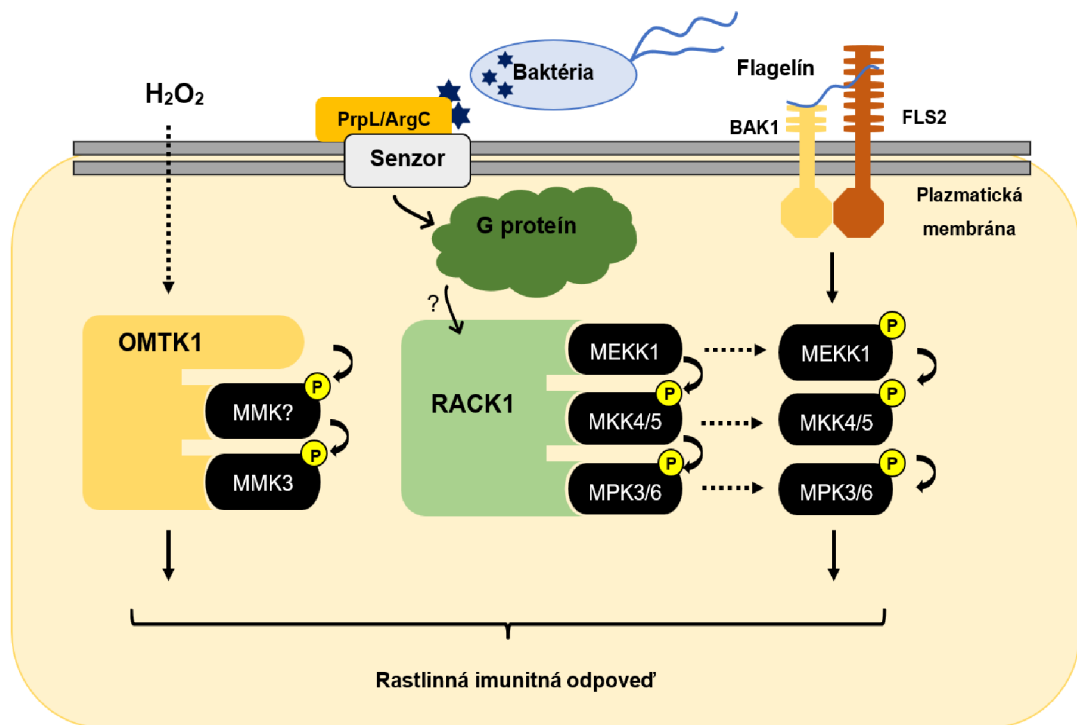 Baktéria
Flagelín
H₂O₂
PrpL/ArgC
BAK1
FLS2
Senzor
Plazmatická
membrána
G proteín
?
OMTK1
MMK?
P
MMK3
P
RACK1
MEKK1
MKK4/5
P
MPK3/6
P
MEKK1
P
MKK4/5
P
MPK3/6
P
Rastlinná imunitná odpoveď